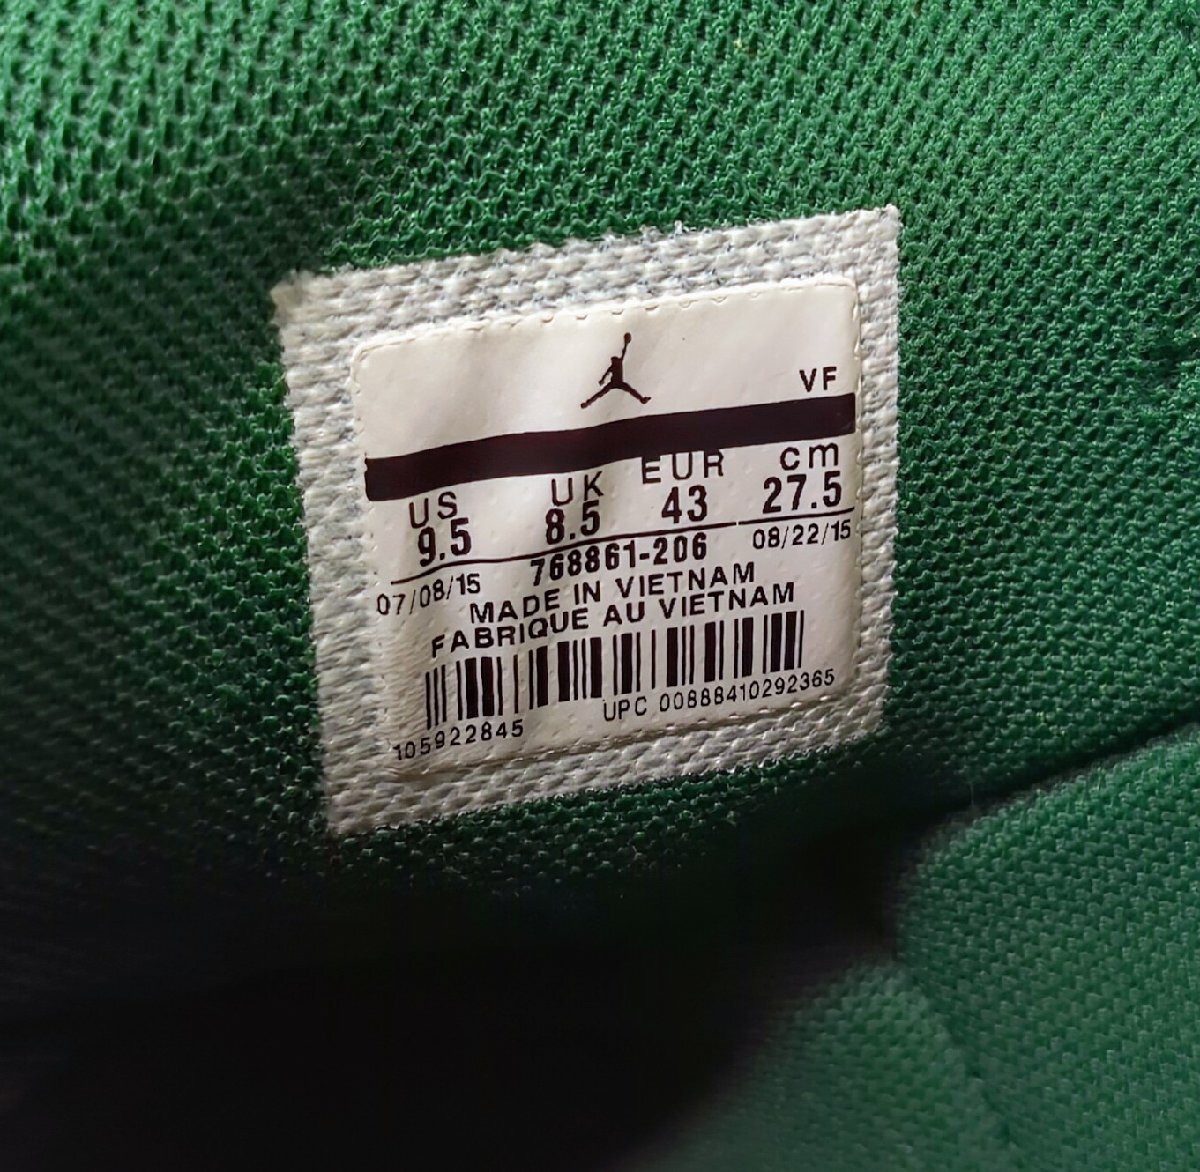 VF
US UK EUR cm
9.5 8.5 43 27.5
07/08/15 768861-206 08/22/15
MADE IN VIETNAM
FABRIQUE AU VIETNAM
105922845 UPC 00888410292365